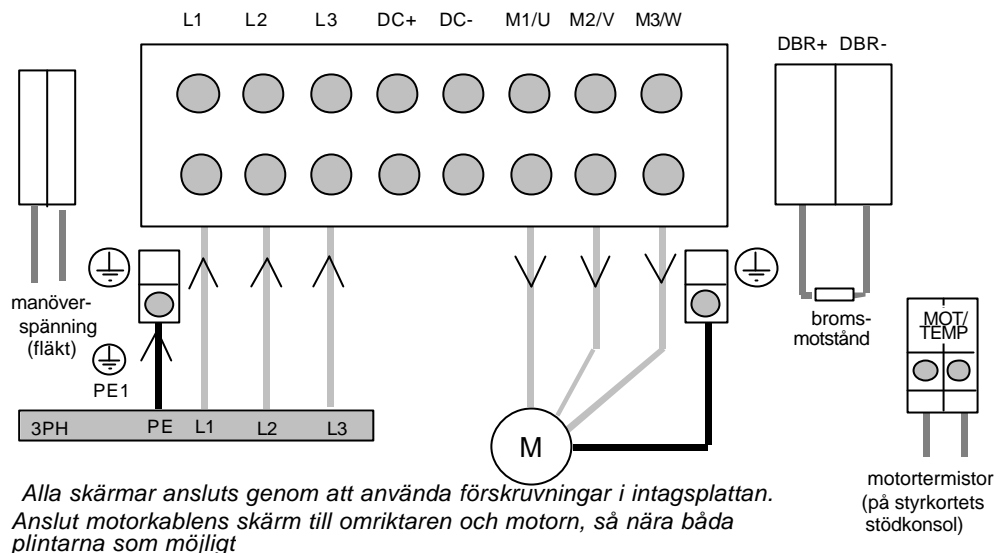 L1 L2 L3 DC+ DC- M1/U M2/V M3/W
DBR+ DBR-
manöver-
spänning
(fläkt)
PE1
broms-
motstånd
MOT/
TEMP
3PH PE L1 L2 L3
M
motortermistor
(på styrkortets
stödkonsol)
Alla skärmar ansluts genom att använda förskruvningar i intagsplattan.
Anslut motorkablens skärm till omriktaren och motorn, så nära båda
plintarna som möjligt